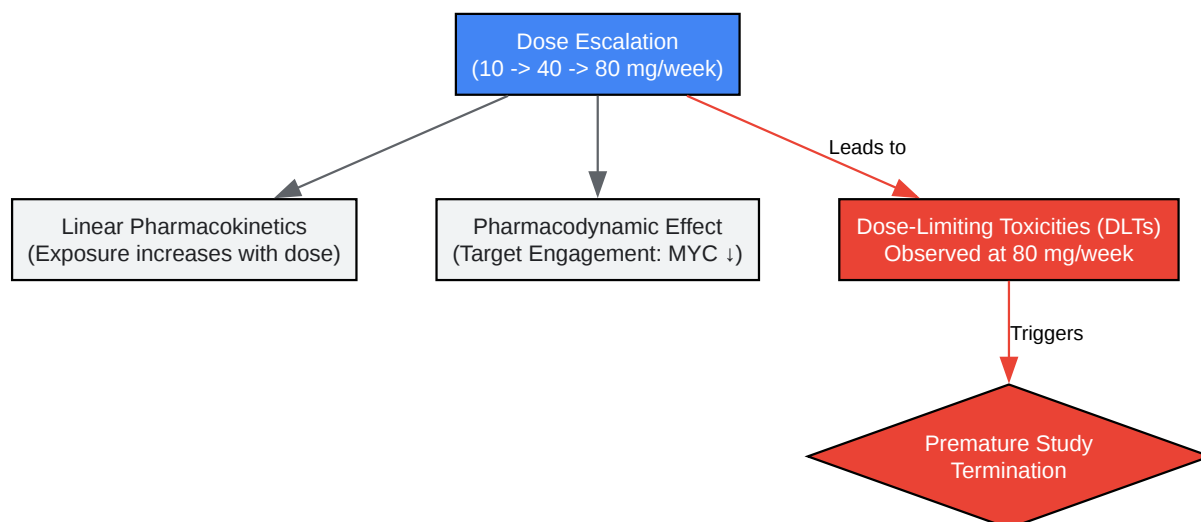 Dose Escalation
(10 -> 40 -> 80 mg/week)
Leads to
Linear Pharmacokinetics
(Exposure increases with dose)
Pharmacodynamic Effect
(Target Engagement: MYC ↓)
Dose-Limiting Toxicities (DLTs)
Observed at 80 mg/week
Triggers
Premature Study
Termination